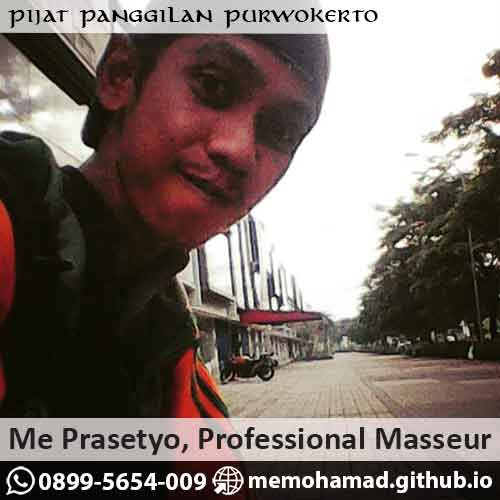 PIJAT PANGGILAN PURWOKERTO
Me Prasetyo, Professional Masseur
0899-5654-009 memohamad.github.io